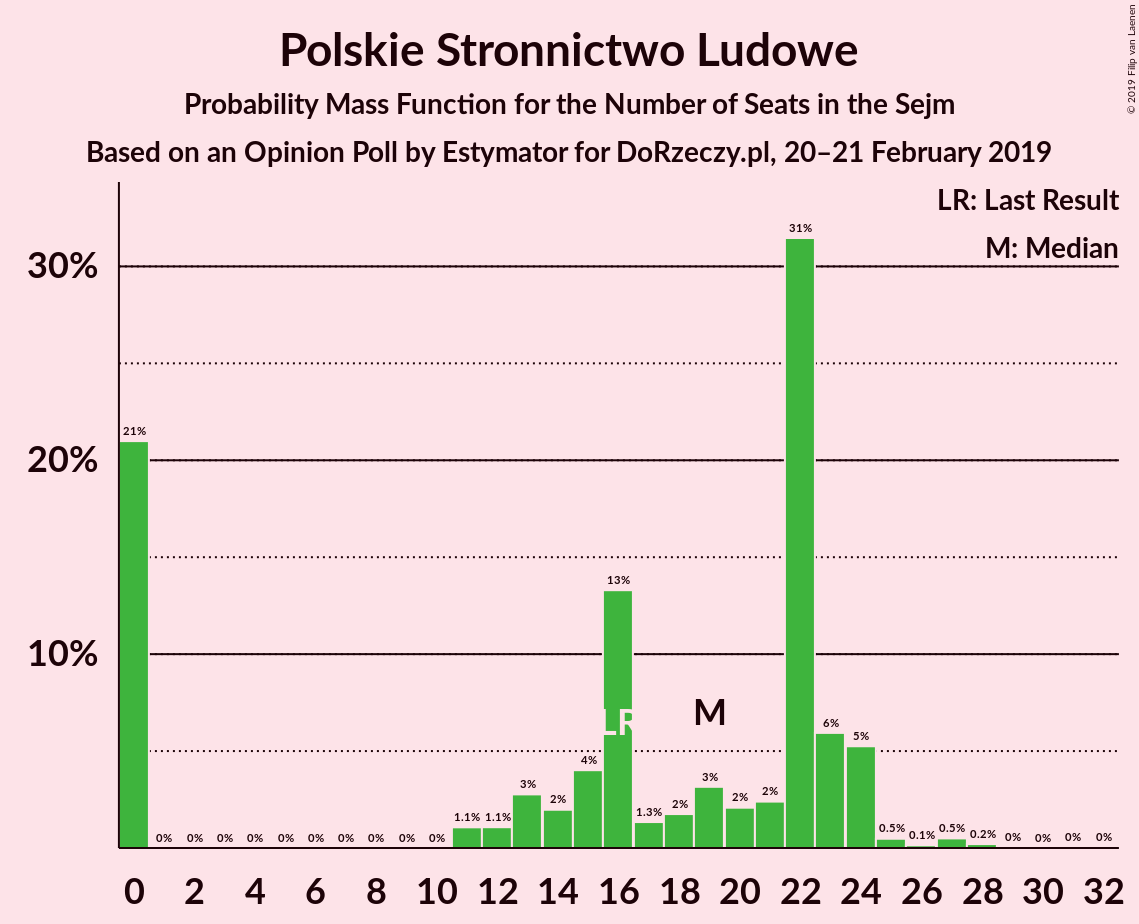 © 2019 Filip van Laenen
Polskie Stronnictwo Ludowe
Probability Mass Function for the Number of Seats in the Sejm
Based on an Opinion Poll by Estymator for DoRzeczy.pl, 20–21 February 2019
LR: Last Result
M: Median
30%
20%
10%
21% 0% 0% 0% 0% 0% 0% 0% 0% 0% 0% 1.1% 1.1% 3% 2% 4% 13% 1.3% 2% 3% 2% 2% 31% 6% 5% 0.5% 0.1% 0.5% 0.2% 0% 0% 0% 0%
LR M
0 2 4 6 8 10 12 14 16 18 20 22 24 26 28 30 32